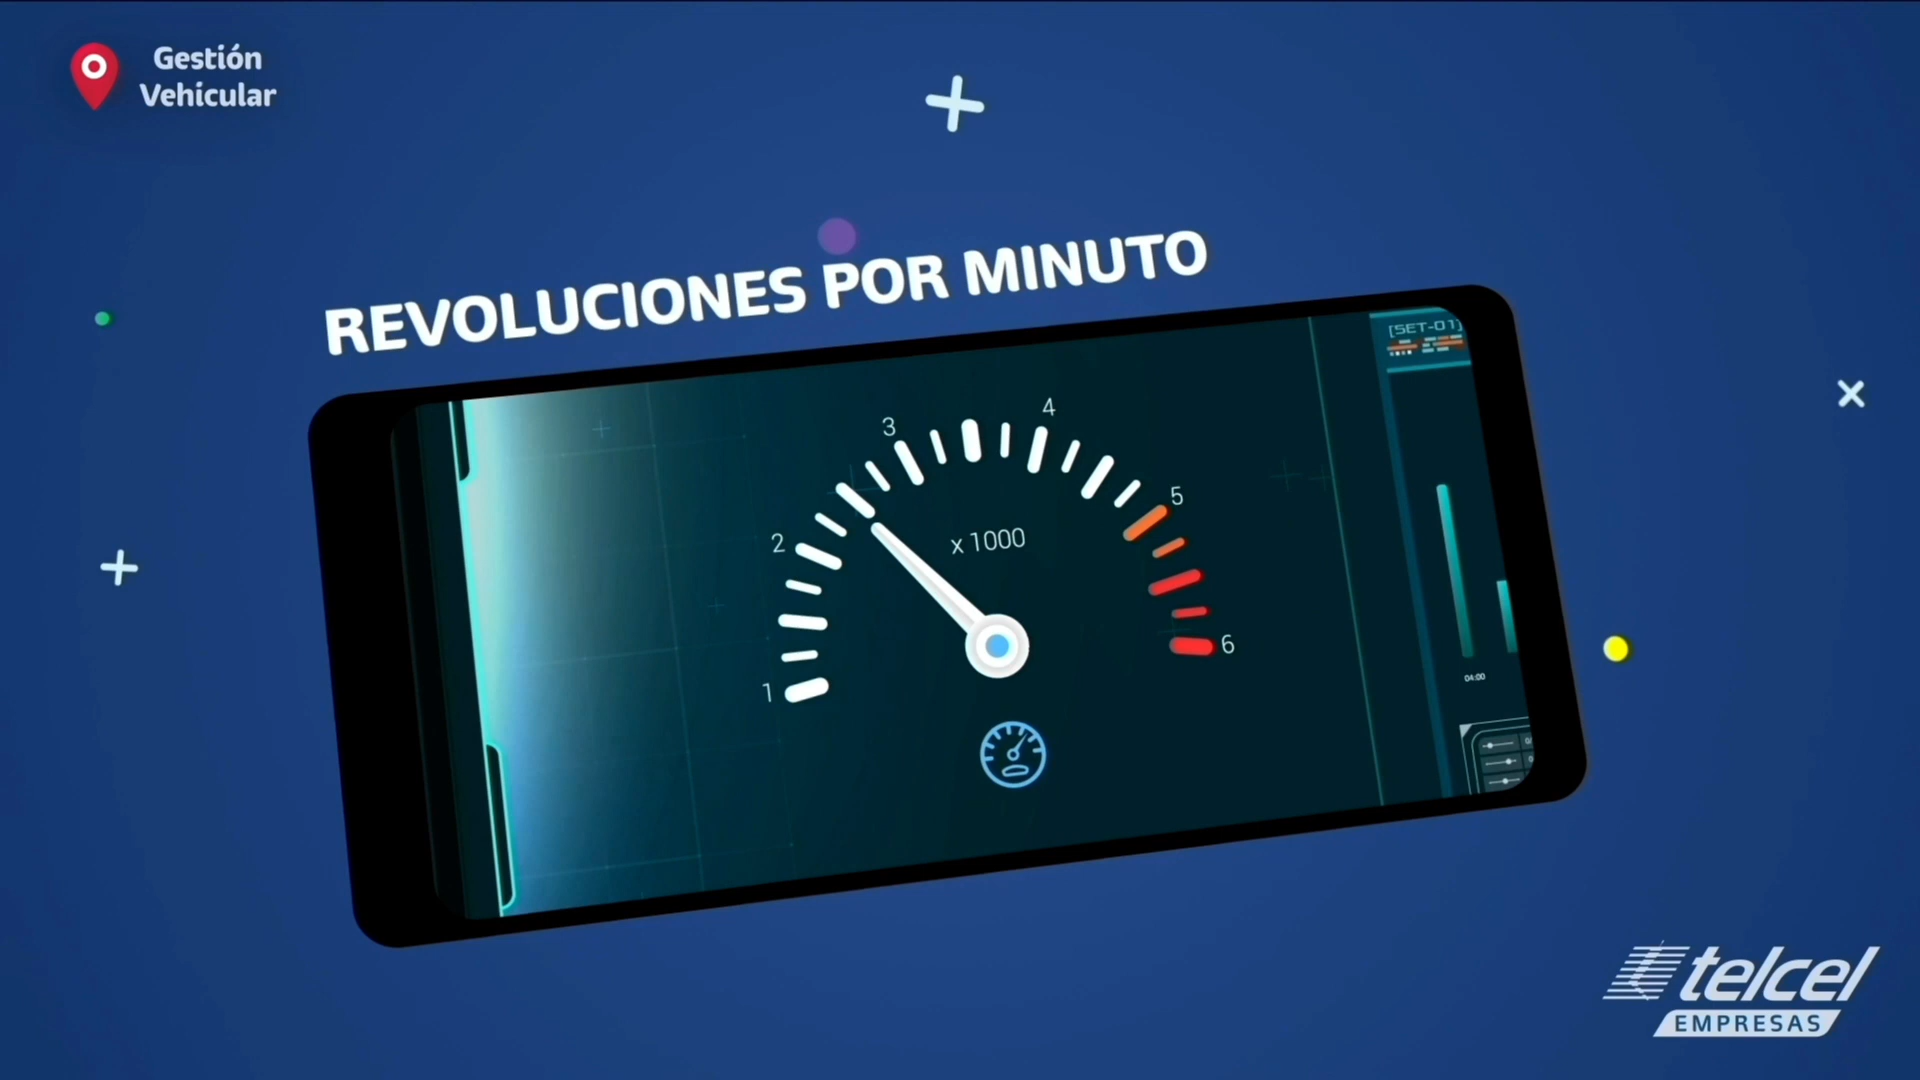 Gestión
Vehicular
REVOLUCIONES POR MINUTO
[SET-01]
1
2
3
4
5
6
x 1000
04:00
telcel
EMPRESAS